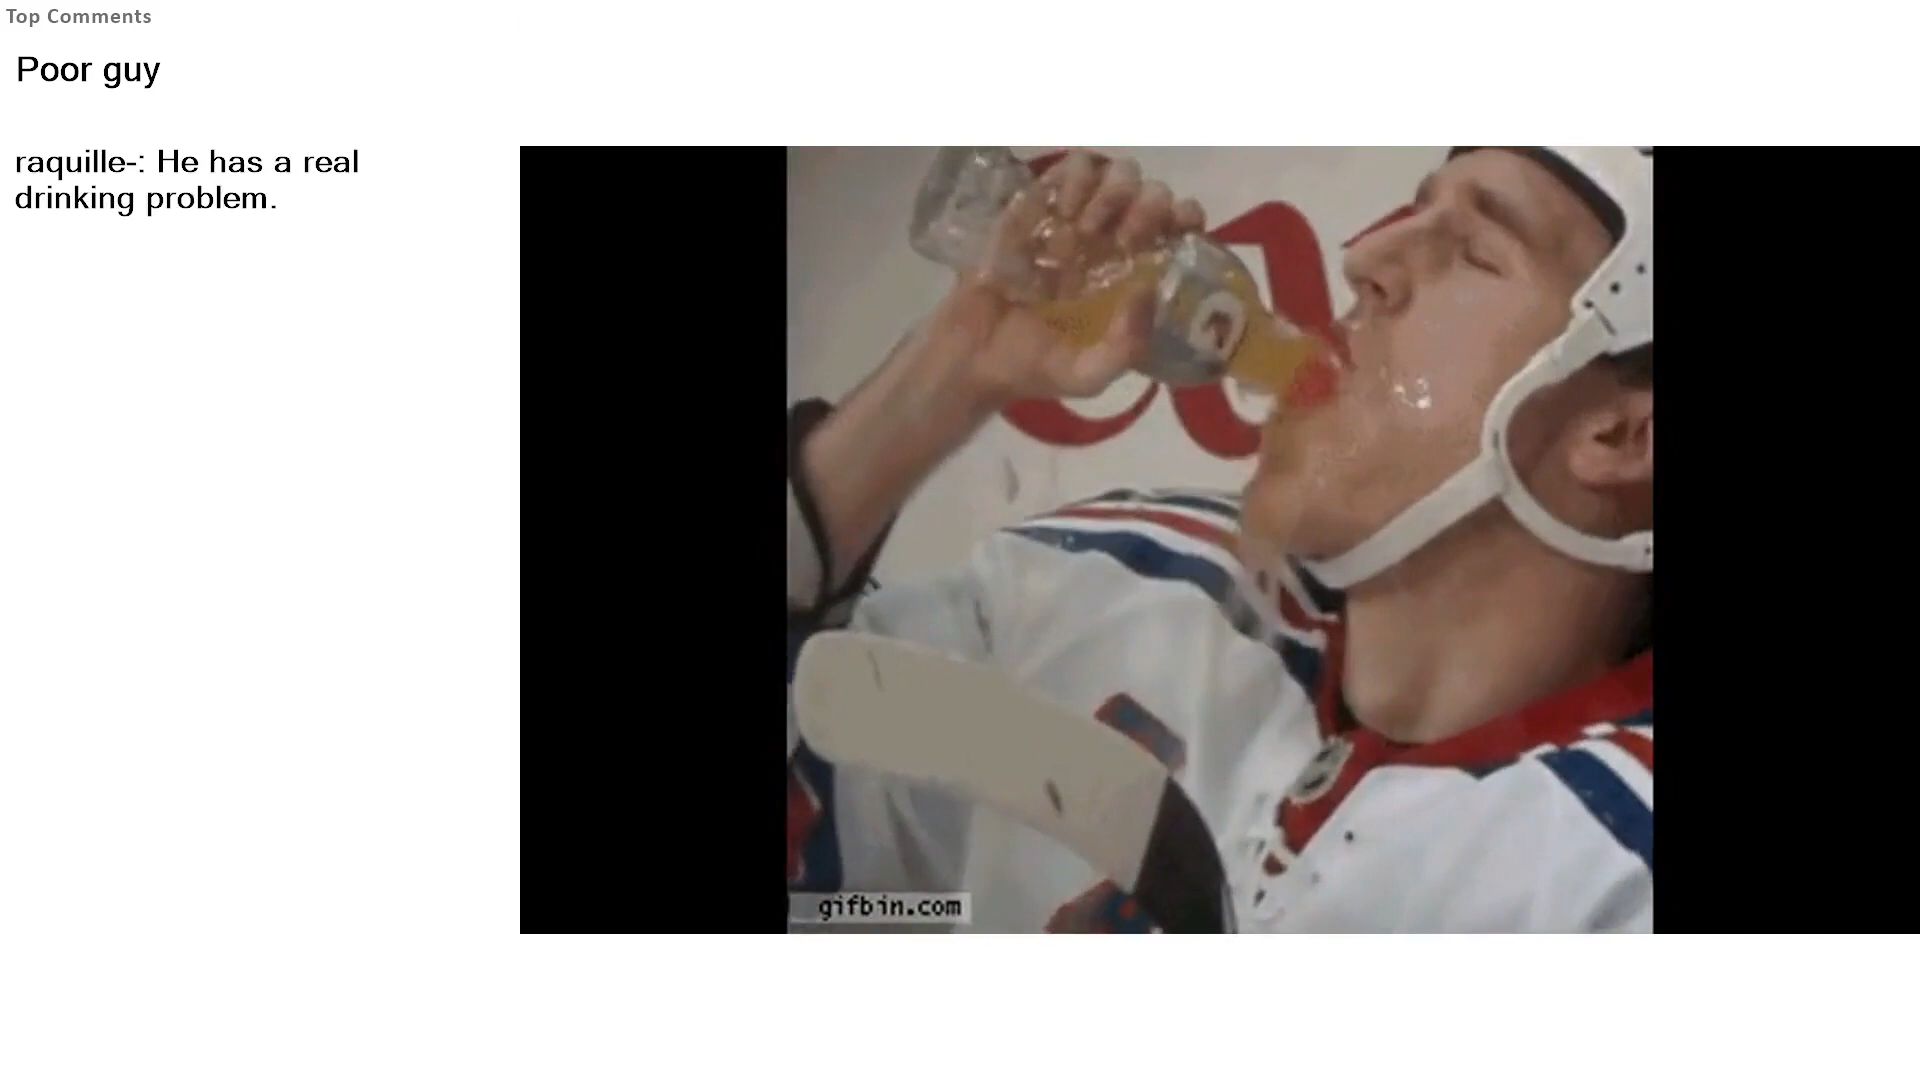 Top Comments
Poor guy
raquille-: He has a real
drinking problem.
gifbin.com